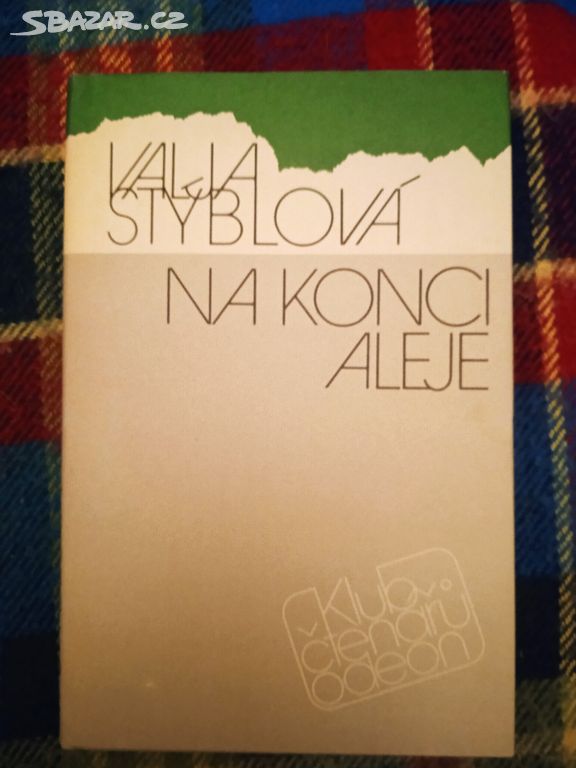 SBAZAR.CZ
VALJA
STÝBLOVÁ
NA KONCI
ALEJE
Klub
čtenářů
odeon